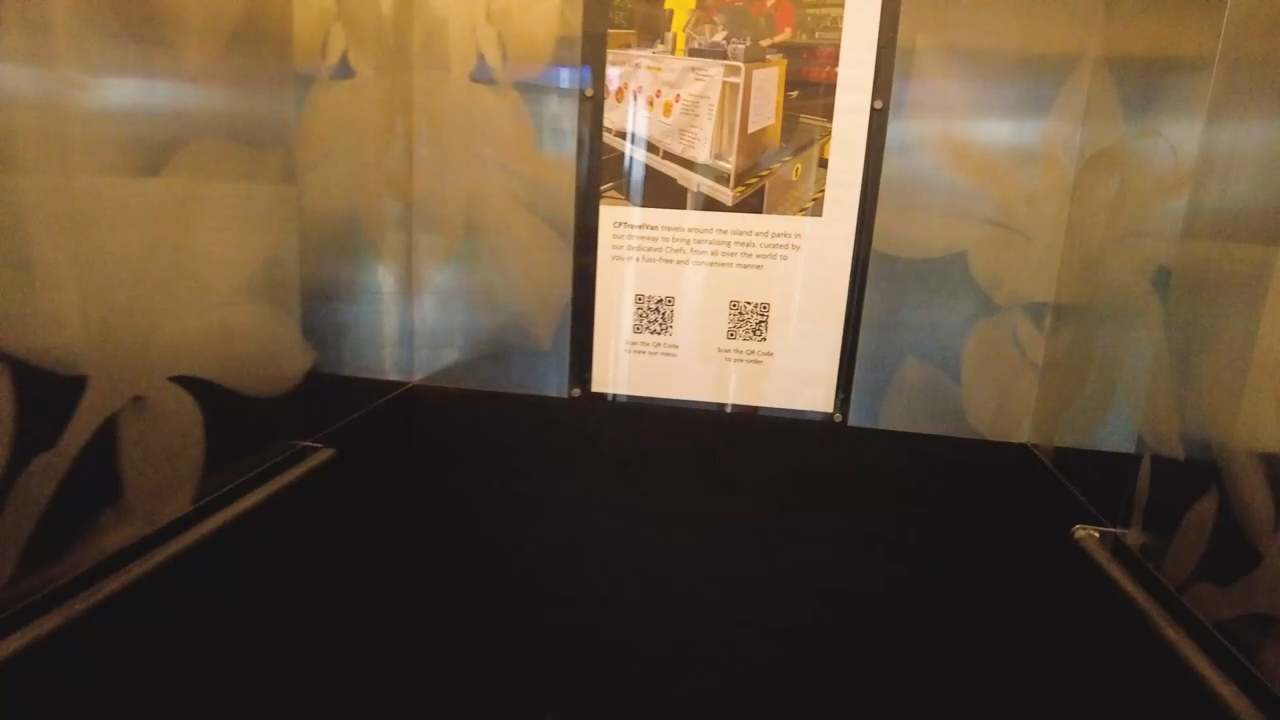 CPTravelVan travels around the island and parks in
our driveway to bring tantalising meals, curated by
our dedicated Chefs, from all over the world to
you in a fuss-free and convenient manner.
Scan the QR Code
to view our menu
Scan the QR Code
to pre-order